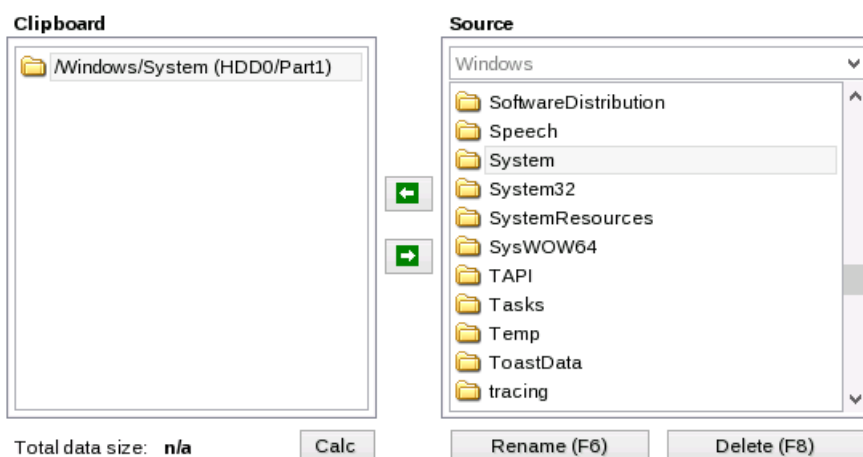 Clipboard
/Windows/System (HDD0/Part1)
Total data size: n/a
Calc
Source
Windows
SoftwareDistribution
Speech
System
System32
SystemResources
SysWOW64
TAPI
Tasks
Temp
ToastData
tracing
Rename (F6)
Delete (F8)